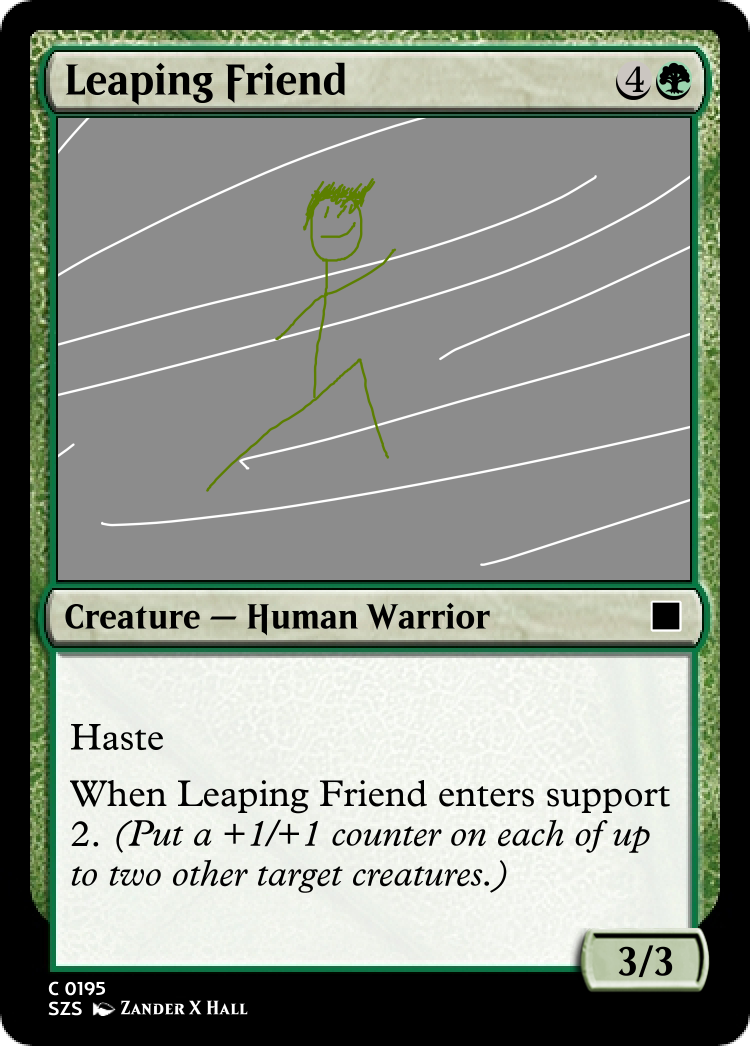 Leaping Friend 4
Creature — Human Warrior
Haste
When Leaping Friend enters support
2. (Put a +1/+1 counter on each of up
to two other target creatures.)
3/3
C 0195
SZS Zander X Hall